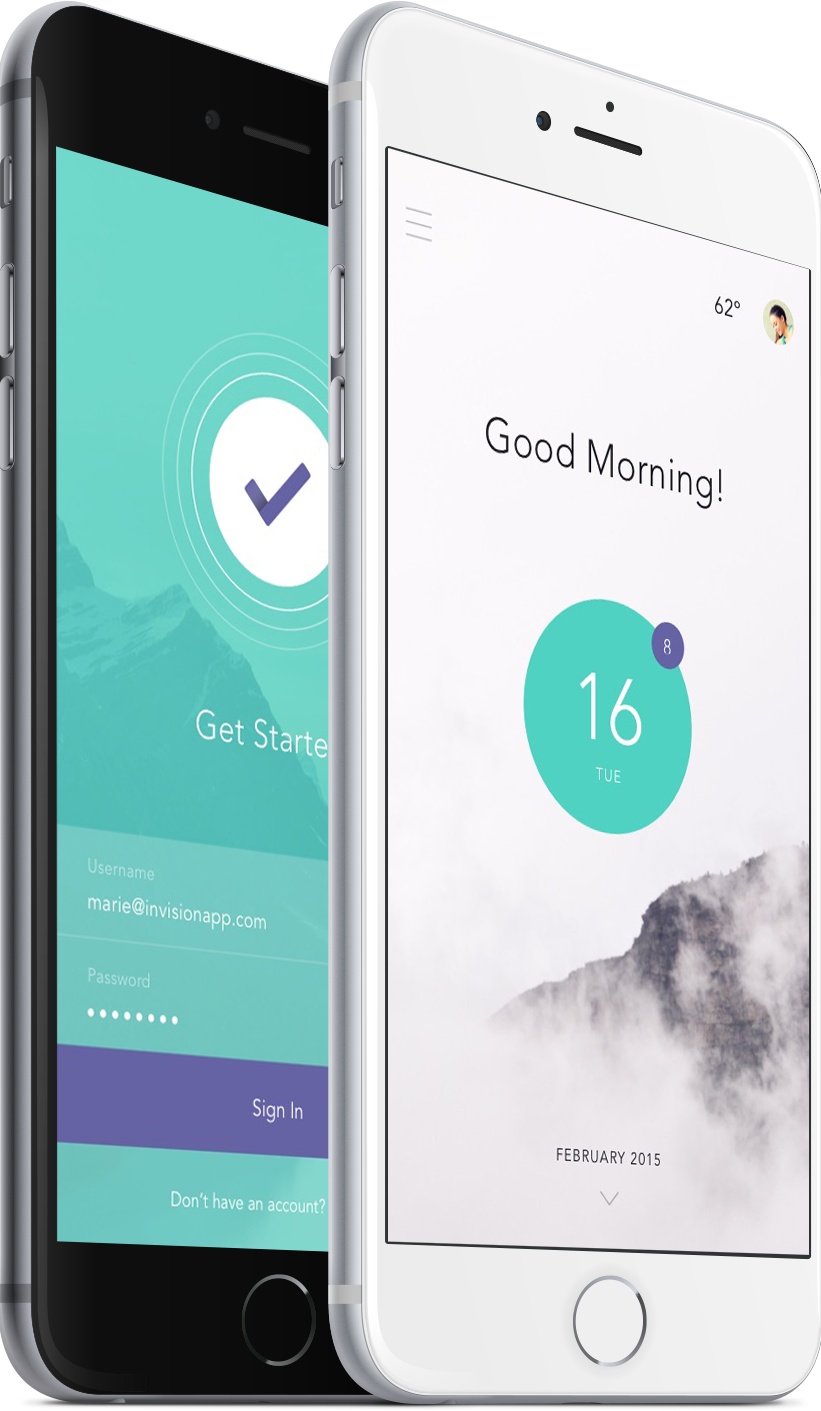 Get Starte
Username
marie@invisionapp.com
Password
Sign In
Don't have an account?
62°
Good Morning!
8
16
TUE
FEBRUARY 2015